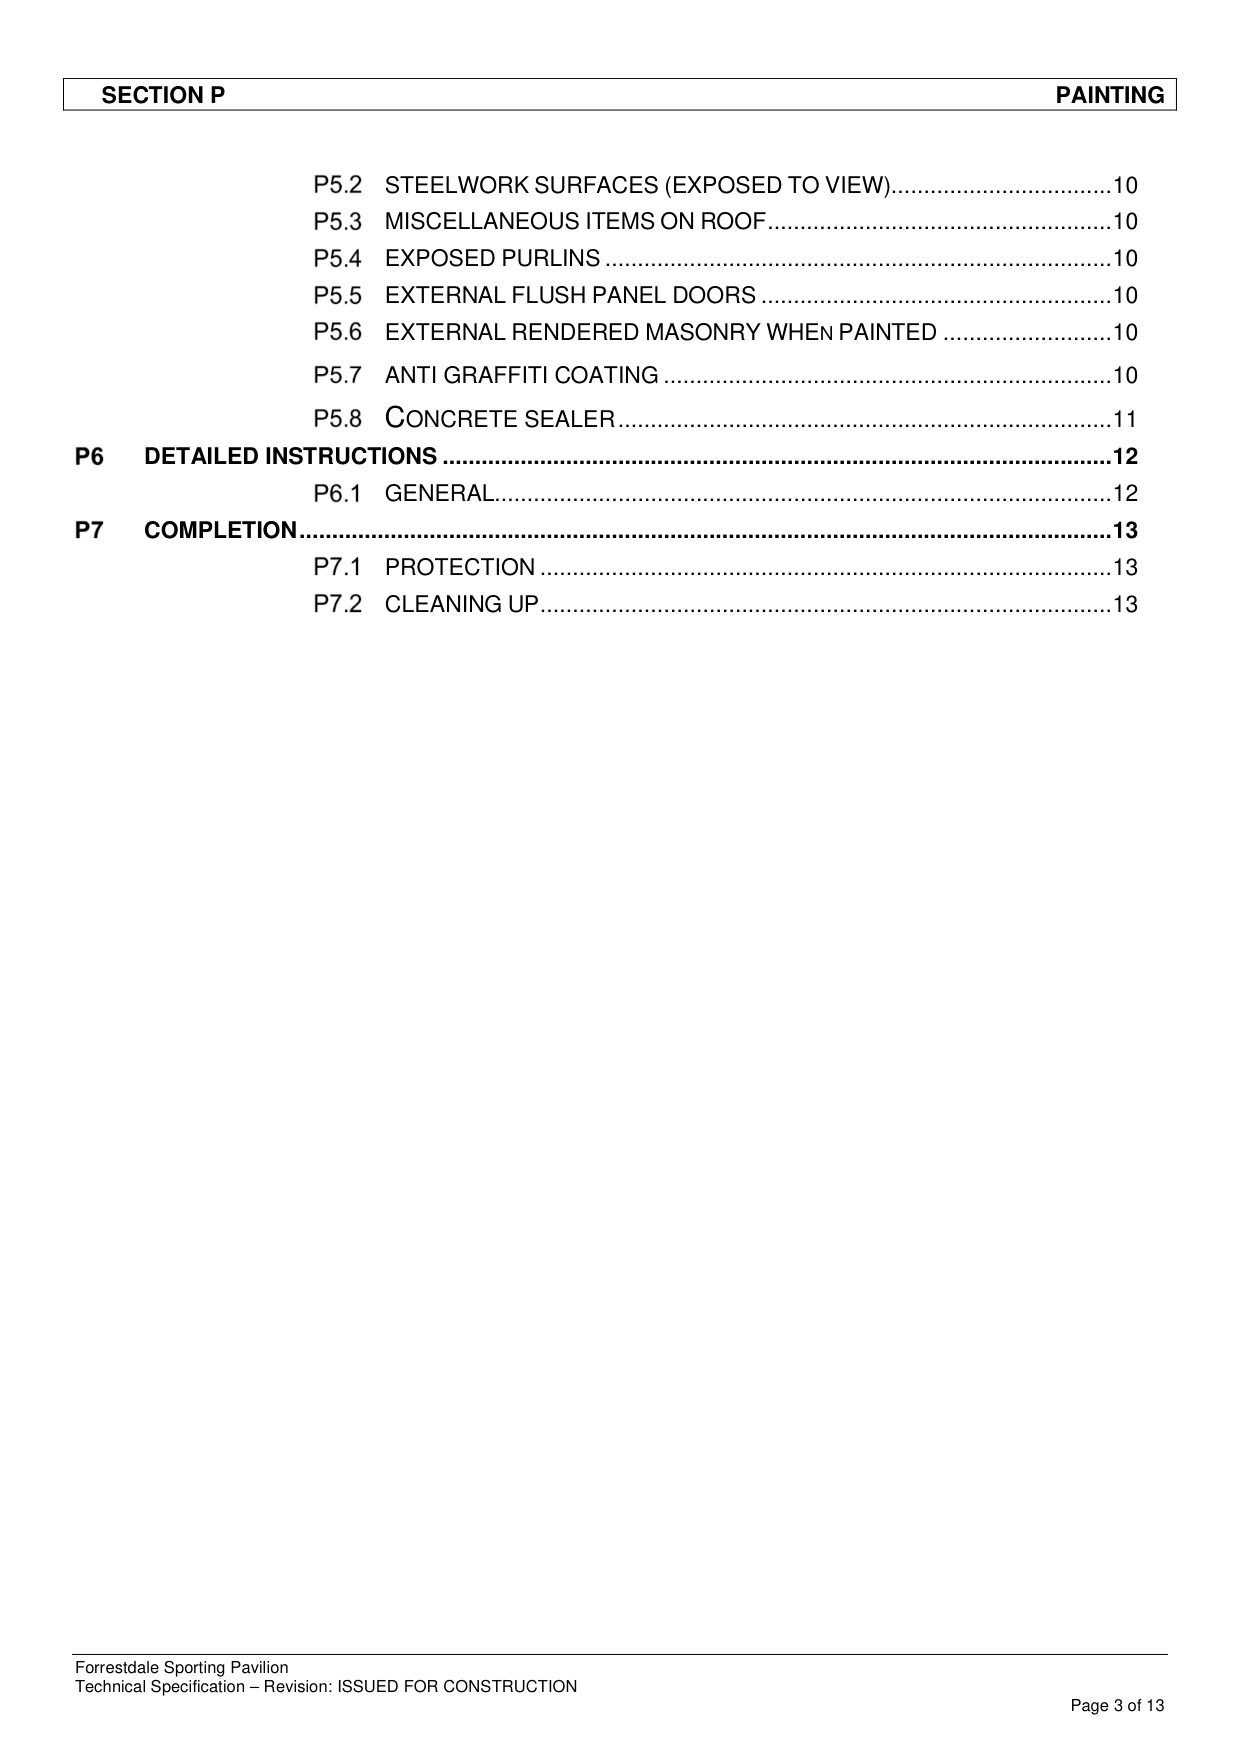 SECTION P PAINTING
P5.2 STEELWORK SURFACES (EXPOSED TO VIEW)..................................10
P5.3 MISCELLANEOUS ITEMS ON ROOF.....................................................10
P5.4 EXPOSED PURLINS ..............................................................................10
P5.5 EXTERNAL FLUSH PANEL DOORS ......................................................10
P5.6 EXTERNAL RENDERED MASONRY WHEN PAINTED ..........................10
P5.7 ANTI GRAFFITI COATING .....................................................................10
P5.8 CONCRETE SEALER............................................................................11
P6 DETAILED INSTRUCTIONS .......................................................................................................12
P6.1 GENERAL...............................................................................................12
P7 COMPLETION.............................................................................................................................13
P7.1 PROTECTION ........................................................................................13
P7.2 CLEANING UP........................................................................................13
Forrestdale Sporting Pavilion
Technical Specification – Revision: ISSUED FOR CONSTRUCTION
Page 3 of 13